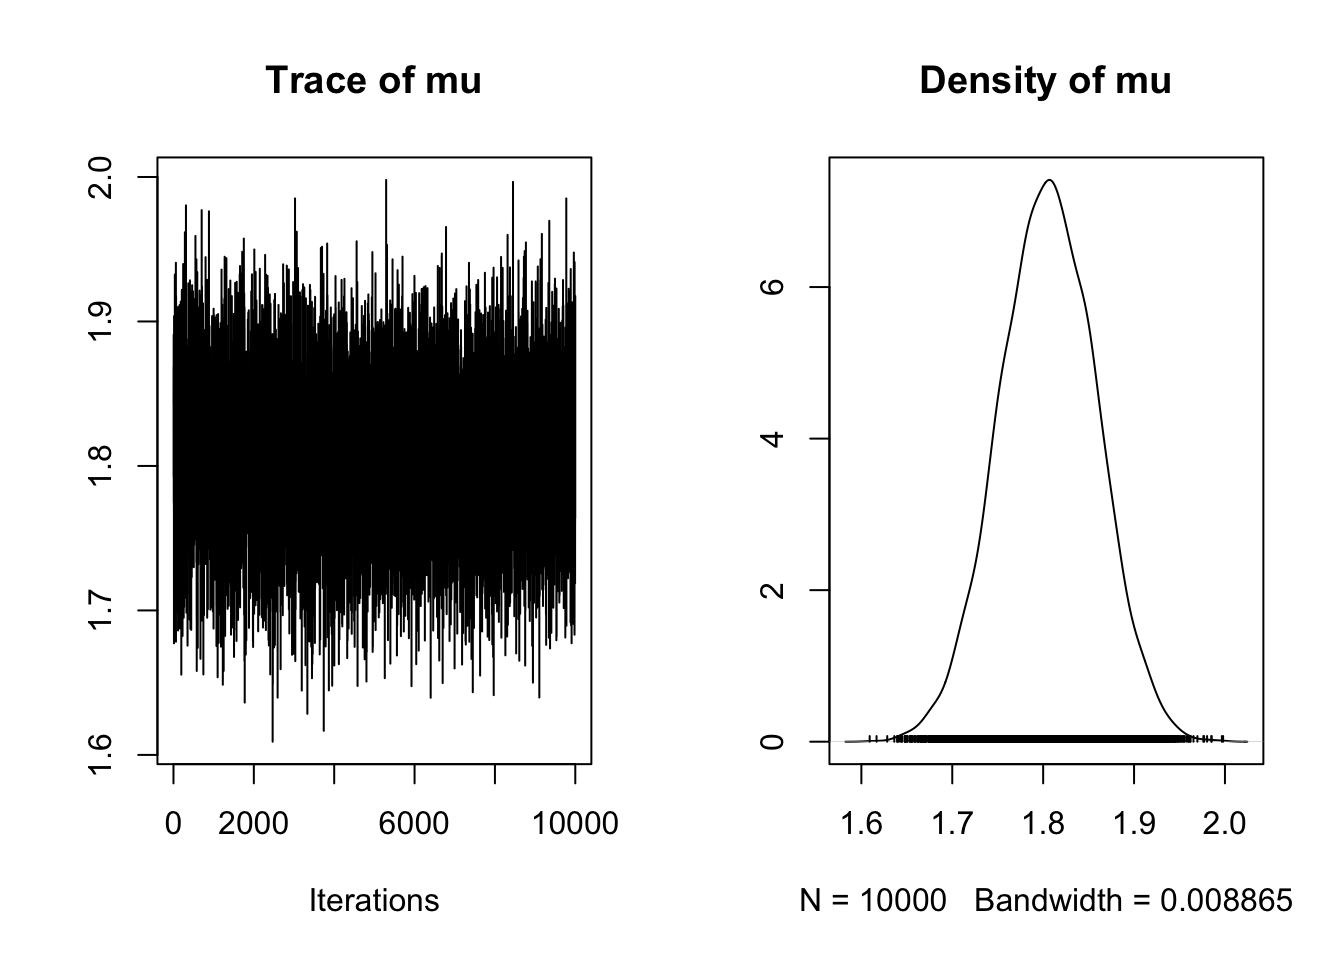 Trace of mu
2.0
1.9
1.8
1.7
1.6
0 2000 6000 10000
Iterations
Density of mu
6
4
2
0
1.6 1.7 1.8 1.9 2.0
N = 10000 Bandwidth = 0.008865